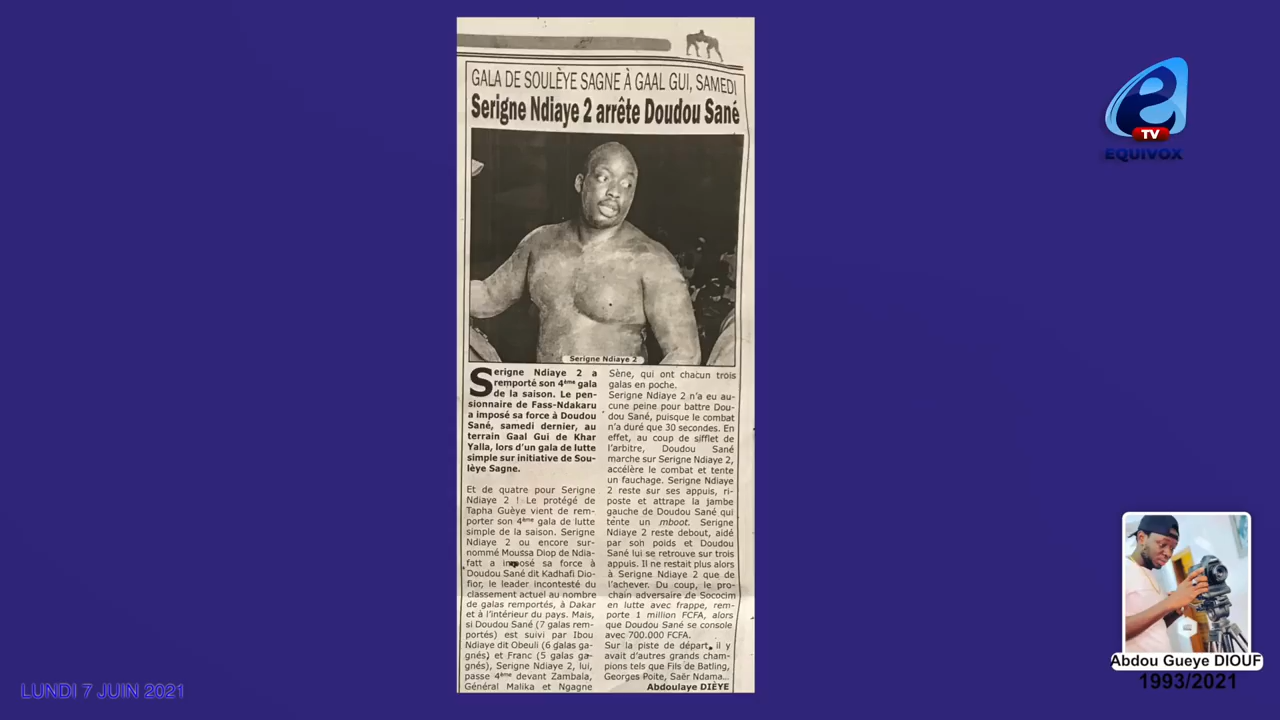 GALA DE SOULÈYE SAGNE À GAAL GUI, SAMEDI
Serigne Ndiaye 2 arrête Doudou Sané
Serigne Ndiaye 2
Serigne Ndiaye 2 a
remporté son 4ème gala
de la saison. Le pen-
sionnaire de Fass-Ndakaru
a imposé sa force à Doudou
Sané, samedi dernier, au
terrain Gaal Gui de Khar
Yalla, lors d'un gala de lutte
simple sur initiative de Sou-
lèye Sagne.
Et de quatre pour Serigne
Ndiaye 2 ! Le protégé de
Tapha Guèye vient de rem-
porter son 4ème gala de lutte
simple de la saison. Serigne
Ndiaye 2 ou encore sur-
nommé Moussa Diop de Ndia-
fatt a imposé sa force à
Doudou Sané dit Kadhafi Dio-
fior, le leader incontesté du
classement actuel au nombre
de galas remportés, à Dakar
et à l'intérieur du pays. Mais,
si Doudou Sané (7 galas rem-
portés) est suivi par Ibou
Ndiaye dit Obeuli (6 galas ga-
gnés) et Franc (5 galas ga-
gnés), Serigne Ndiaye 2, lui,
passe 4ème devant Zambala,
Général Malika et Ngagne
Sène, qui ont chacun trois
galas en poche.
Serigne Ndiaye 2 n'a eu au-
cune peine pour battre Dou-
dou Sané, puisque le combat
n'a duré que 30 secondes. En
effet, au coup de sifflet de
l'arbitre, Doudou Sané
marche sur Serigne Ndiaye 2,
accélère le combat et tente
un fauchage. Serigne Ndiaye
2 reste sur ses appuis, ri-
poste et attrape la jambe
gauche de Doudou Sané qui
tente un mboot. Serigne
Ndiaye 2 reste debout, aidé
par son poids et Doudou
Sané lui se retrouve sur trois
appuis. Il ne restait plus alors
à Serigne Ndiaye 2 que de
l'achever. Du coup, le pro-
chain adversaire de Sococim
en lutte avec frappe, rem-
porte 1 million FCFA, alors
que Doudou Sané se console
avec 700.000 FCFA.
Sur la piste de départ, il y
avait d'autres grands cham-
pions tels que Fils de Batling,
Georges Poite, Saër Ndama...
Abdoulaye DIÈYE
e
TV
EQUIVOX
Abdou Gueye DIOUF
1993/2021
LUNDI 7 JUIN 2021